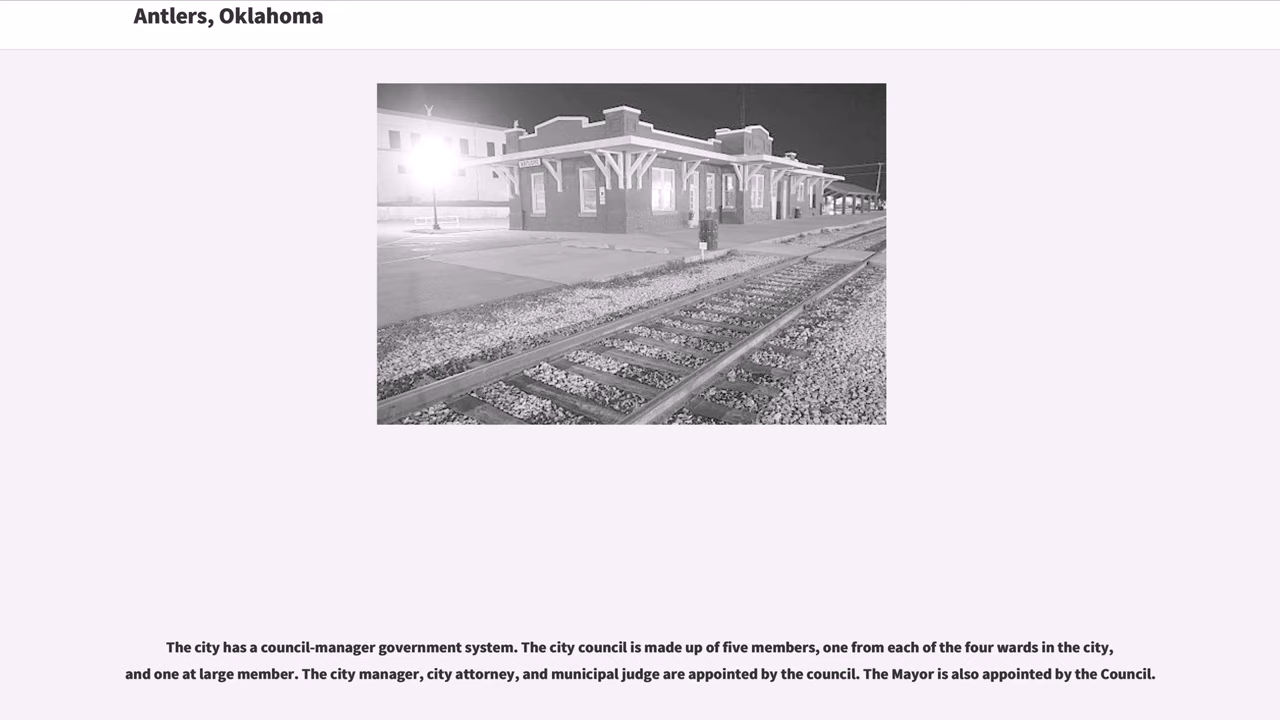 Antlers, Oklahoma
The city has a council-manager government system. The city council is made up of five members, one from each of the four wards in the city,
and one at large member. The city manager, city attorney, and municipal judge are appointed by the council. The Mayor is also appointed by the Council.